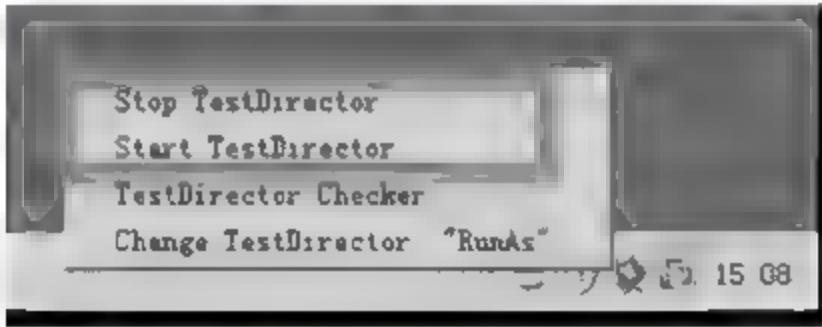 Stop TestDirector
Start TestDirector
TestDirector Checker
Change TestDirector "RunAs"
15 08